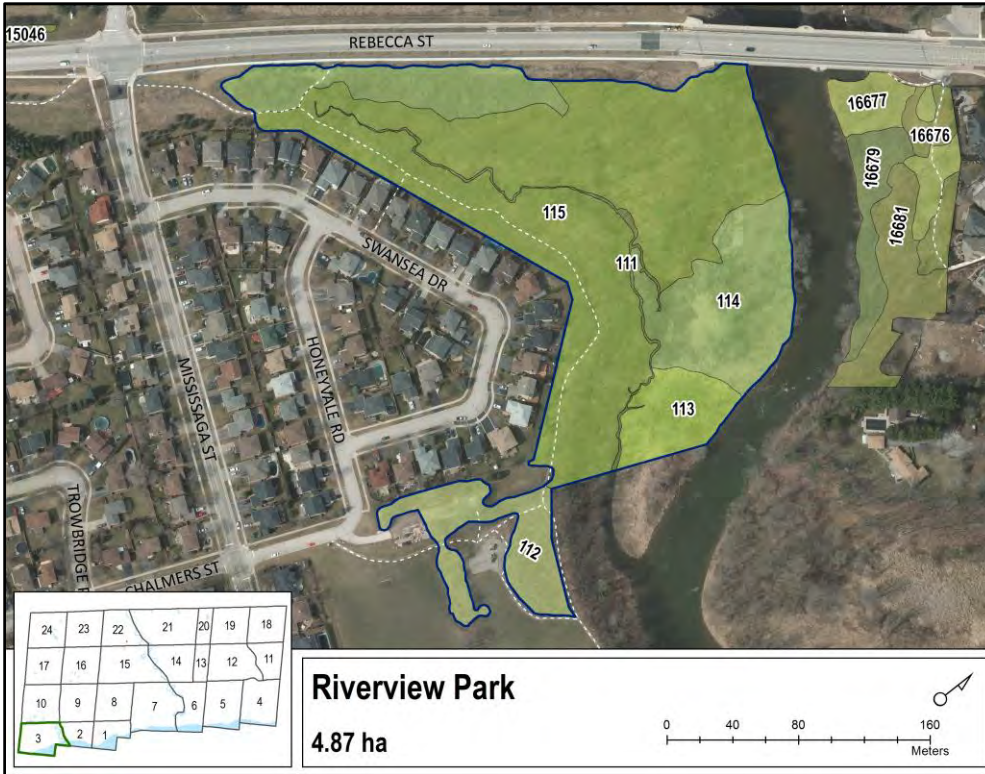 15046
REBECCA ST
16677
16676
16679
16681
115
111
114
113
112
SWANSEA DR
HONEYVALE RD
MISSISSAGA ST
TROWBRIDGE
CHALMERS ST
24 23 22 21 20 19 18
17 16 15 14 13 12 11
10 9 8 7 6 5 4
3 2 1
Riverview Park
4.87 ha
0 40 80 160
Meters